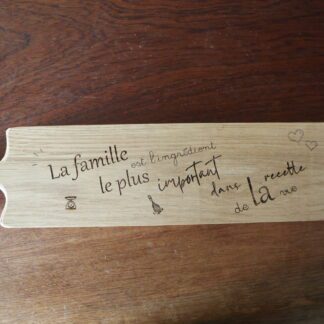 La famille est l'ingrédient
le plus important dans la recette
de La vie